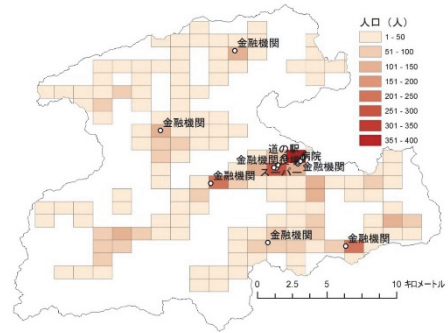 人口（人）
1 - 50
51 - 100
101 - 150
151 - 200
201 - 250
251 - 300
301 - 350
351 - 400
金融機関
金融機関
道の駅
病院
金融機関
金融機関
スーパー
金融機関
金融機関
金融機関
0 2.5 5 10 キロメートル